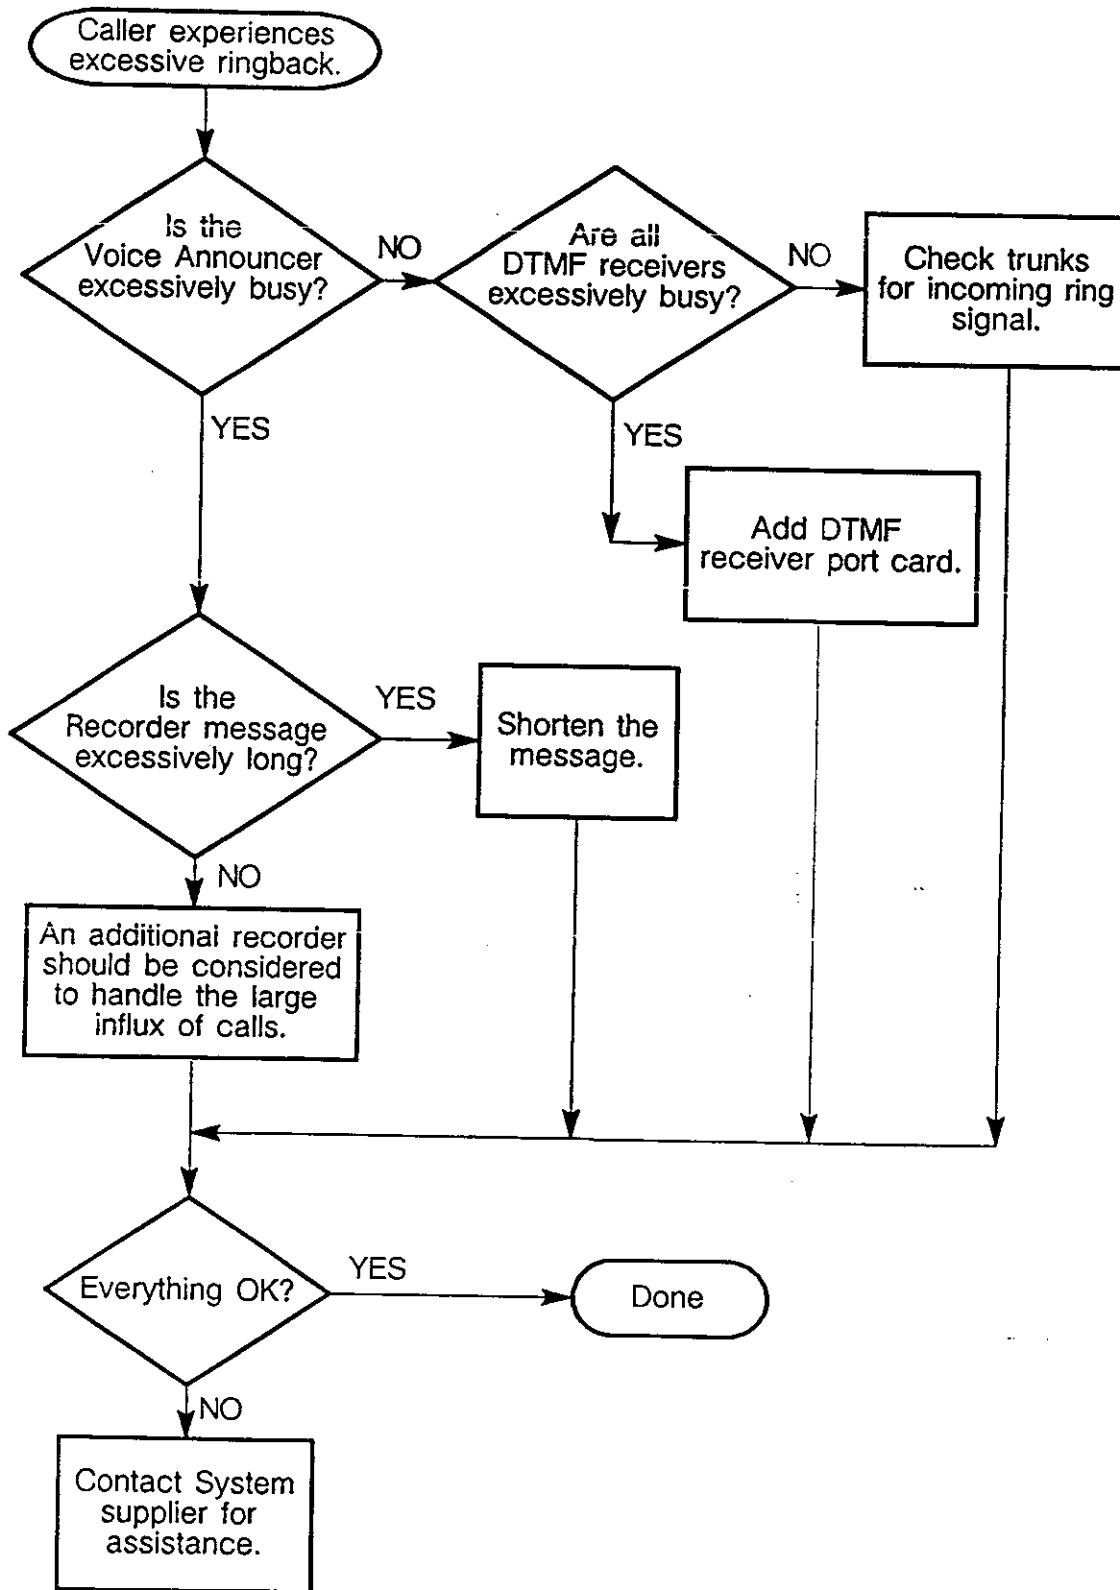 Caller experiences
excessive ringback.
Is the
Voice Announcer
excessively busy?
NO
Are all
DTMF receivers
excessively busy?
NO
Check trunks
for incoming ring
signal.
YES
YES
Add DTMF
receiver port card.
Is the
Recorder message
excessively long?
YES
Shorten the
message.
NO
An additional recorder
should be considered
to handle the large
influx of calls.
Everything OK?
YES
Done
NO
Contact System
supplier for
assistance.